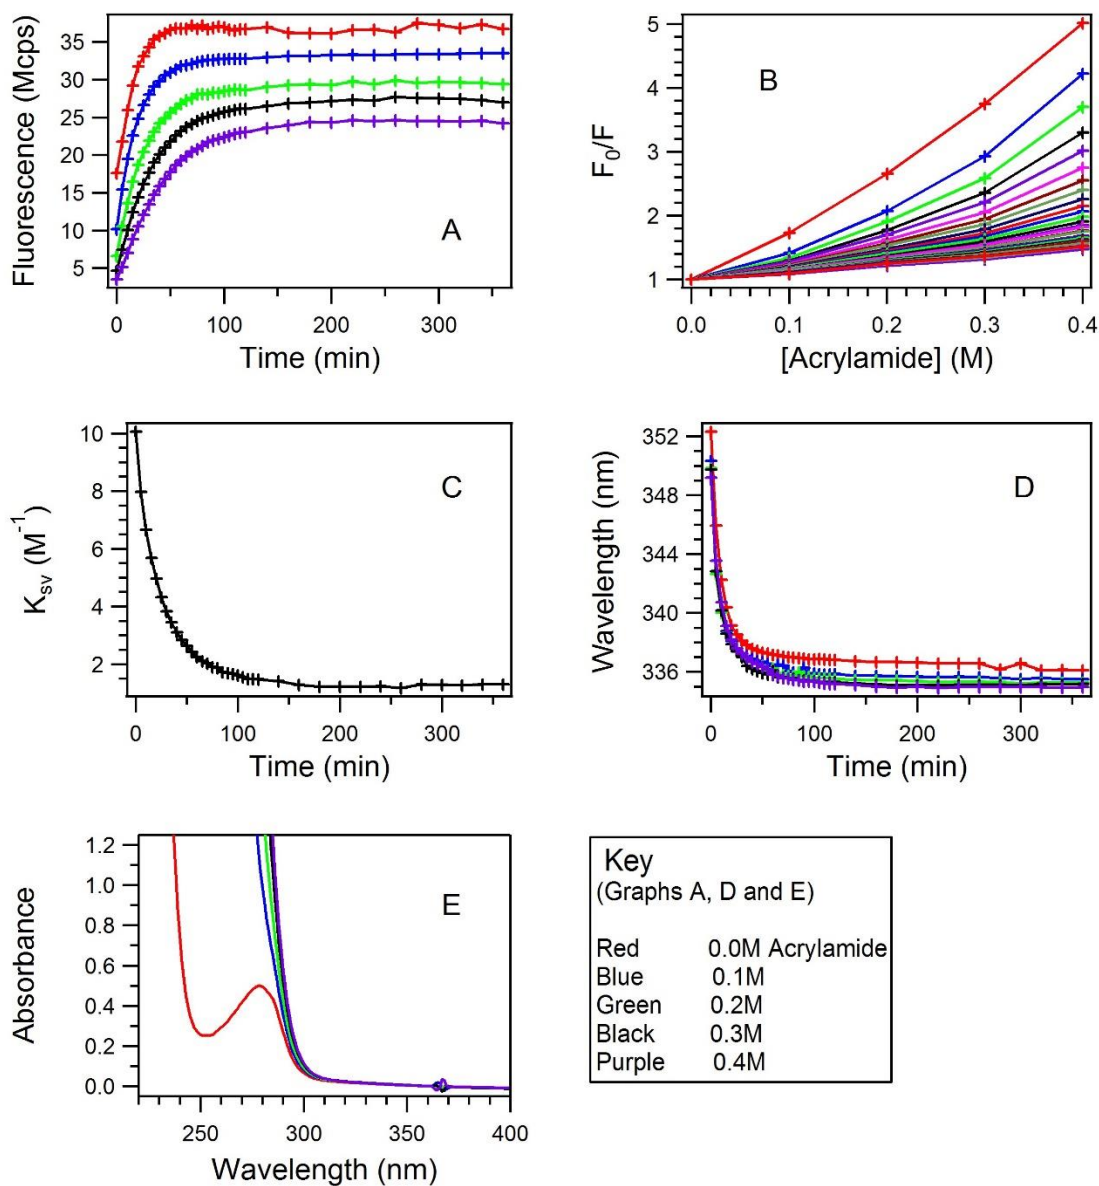 Fluorescence (Mcps)
35
30
25
20
15
10
5
A
0 100 200 300
Time (min)
F0/F
5
4
3
2
1
B
0.0 0.1 0.2 0.3 0.4
[Acrylamide] (M)
Ksv (M-1)
10
8
6
4
2
C
0 100 200 300
Time (min)
Wavelength (nm)
352
348
344
340
336
D
0 100 200 300
Time (min)
Absorbance
1.2
1.0
0.8
0.6
0.4
0.2
0.0
E
250 300 350 400
Wavelength (nm)
Key
(Graphs A, D and E)
Red 0.0M Acrylamide
Blue 0.1M
Green 0.2M
Black 0.3M
Purple 0.4M